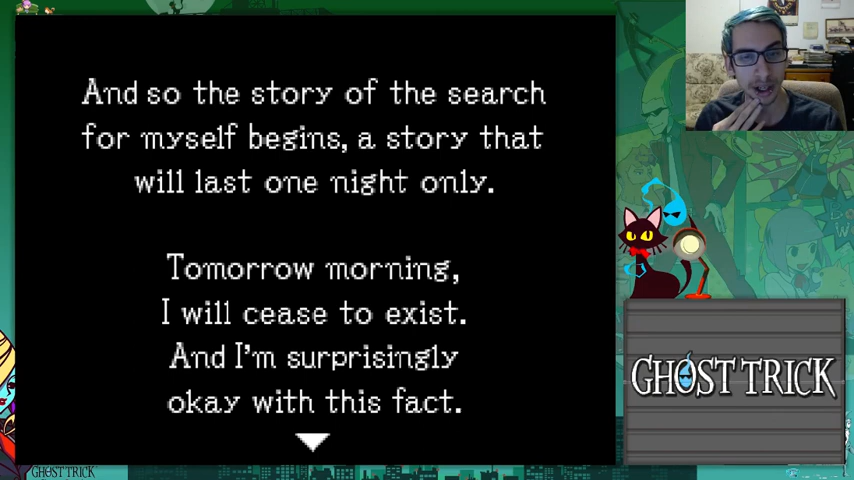 And so the story of the search
for myself begins, a story that
will last one night only.
Tomorrow morning,
I will cease to exist.
And I'm surprisingly
okay with this fact.
GHOST TRICK
GHOST TRICK